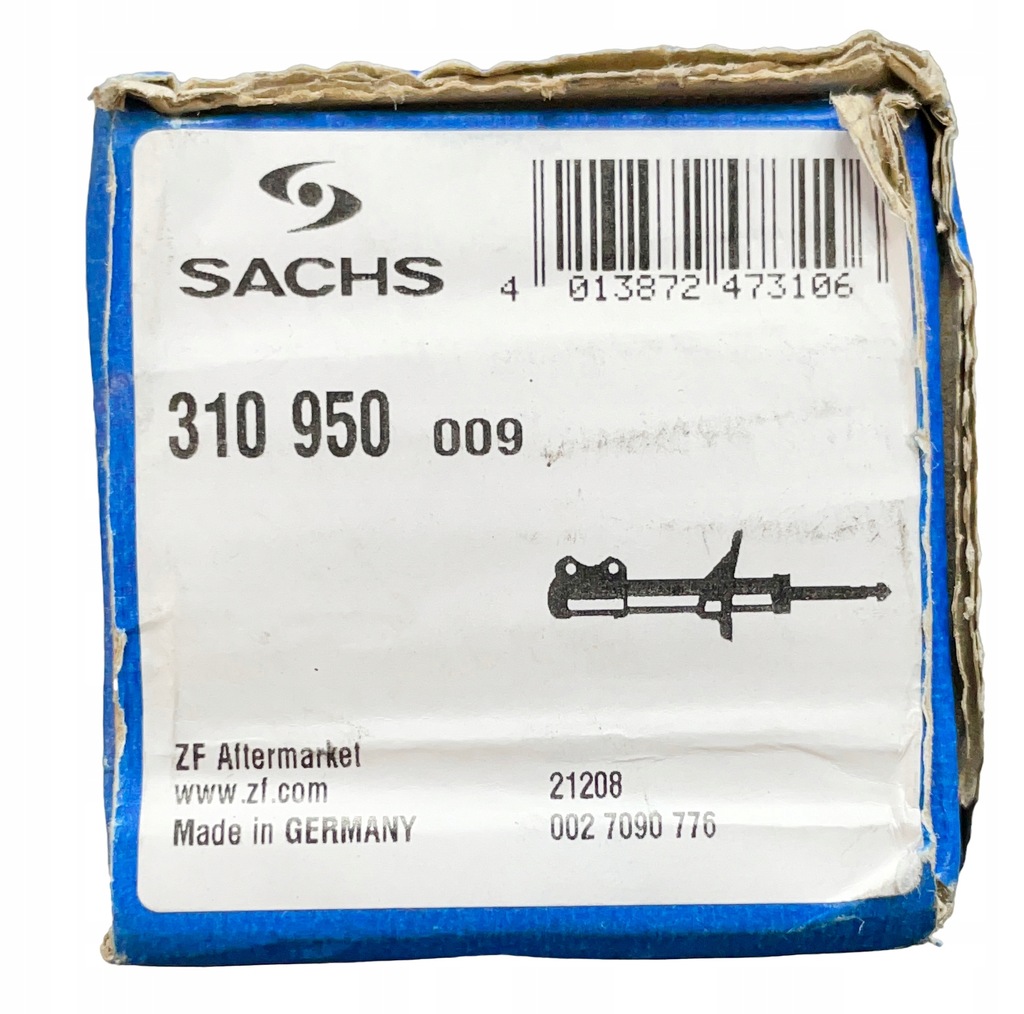 SACHS
4 013872 473106
310 950 009
ZF Aftermarket
www.zf.com
Made in GERMANY
21208
002 7090 776